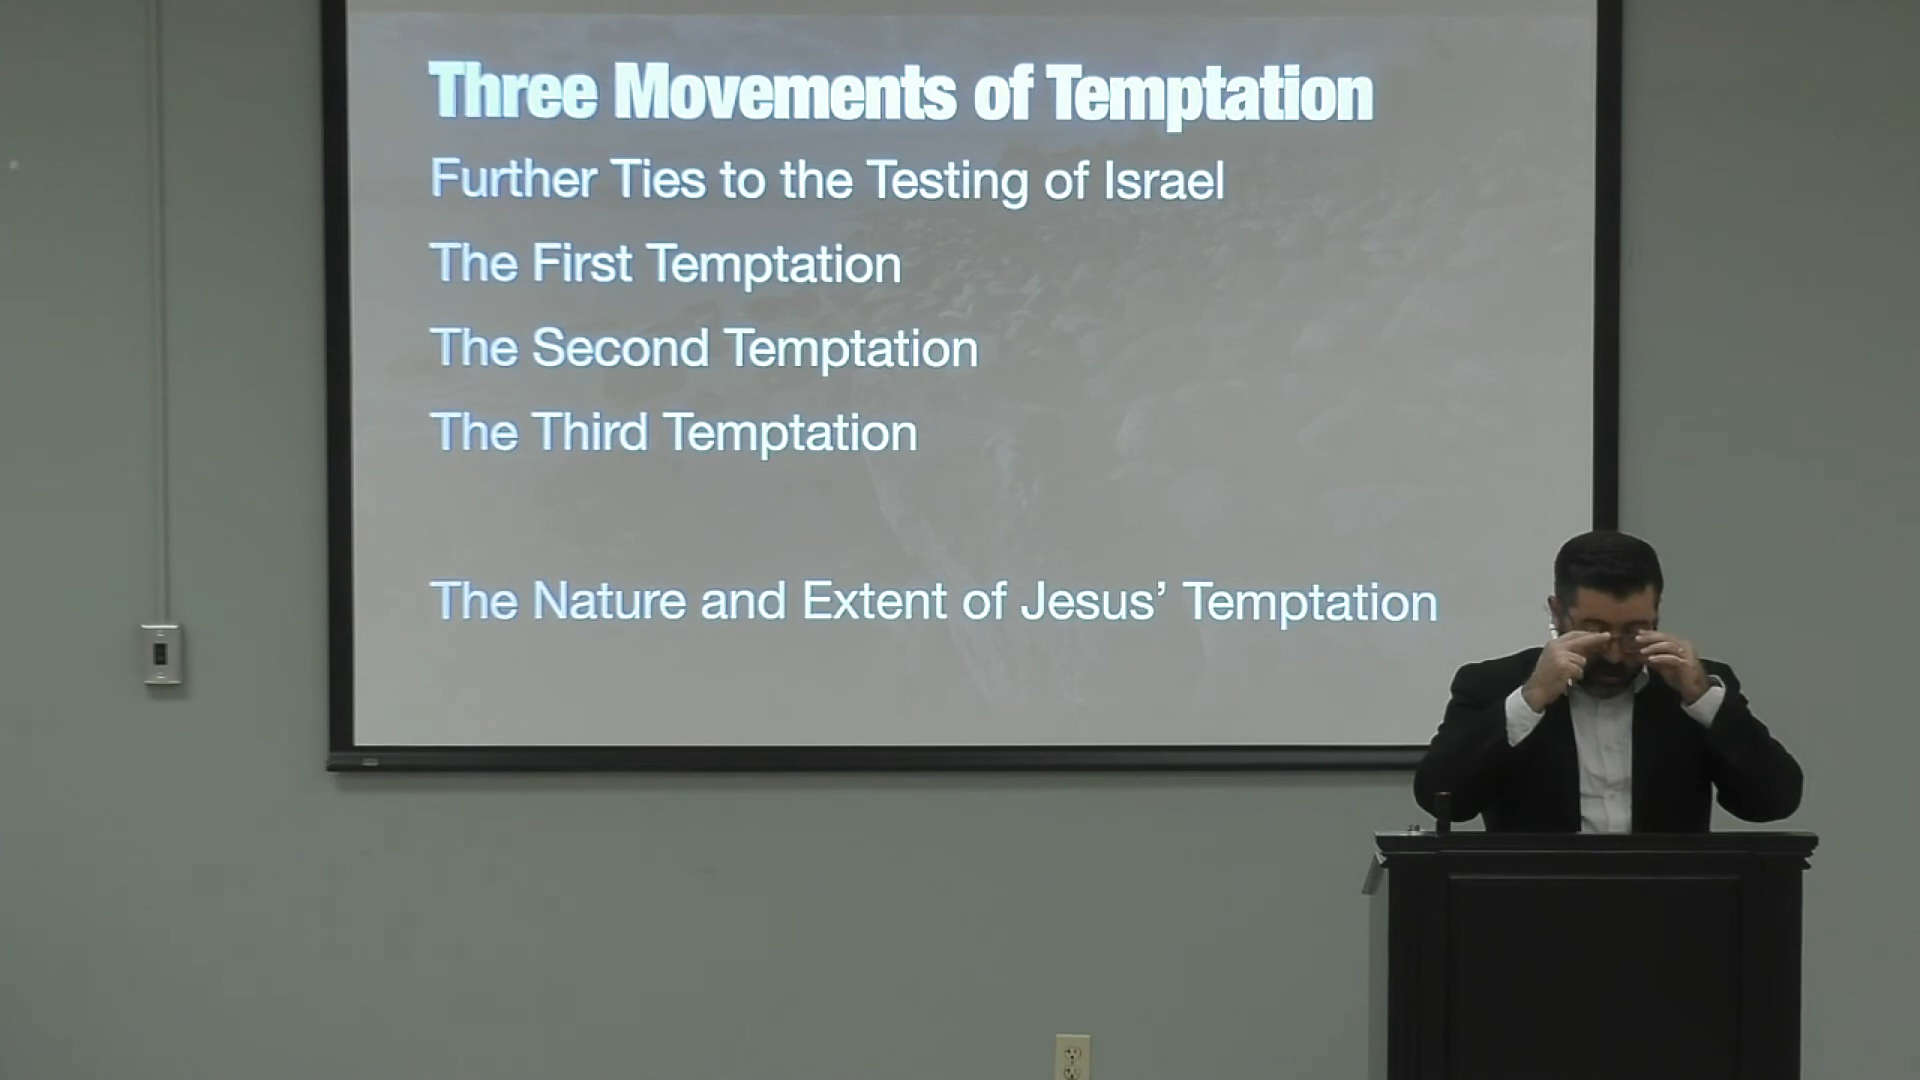 Three Movements of Temptation
Further Ties to the Testing of Israel
The First Temptation
The Second Temptation
The Third Temptation
The Nature and Extent of Jesus’ Temptation